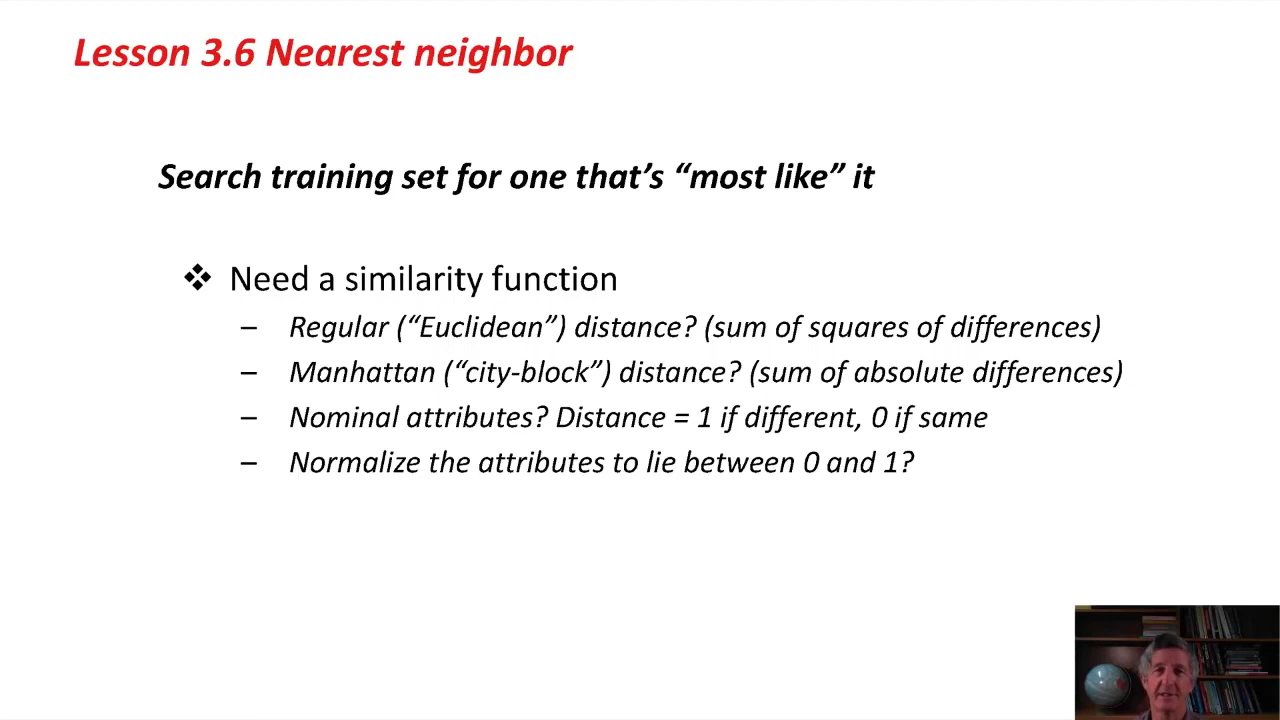 Lesson 3.6 Nearest neighbor
Search training set for one that’s “most like” it
❖ Need a similarity function
– Regular (“Euclidean”) distance? (sum of squares of differences)
– Manhattan (“city-block”) distance? (sum of absolute differences)
– Nominal attributes? Distance = 1 if different, 0 if same
– Normalize the attributes to lie between 0 and 1?